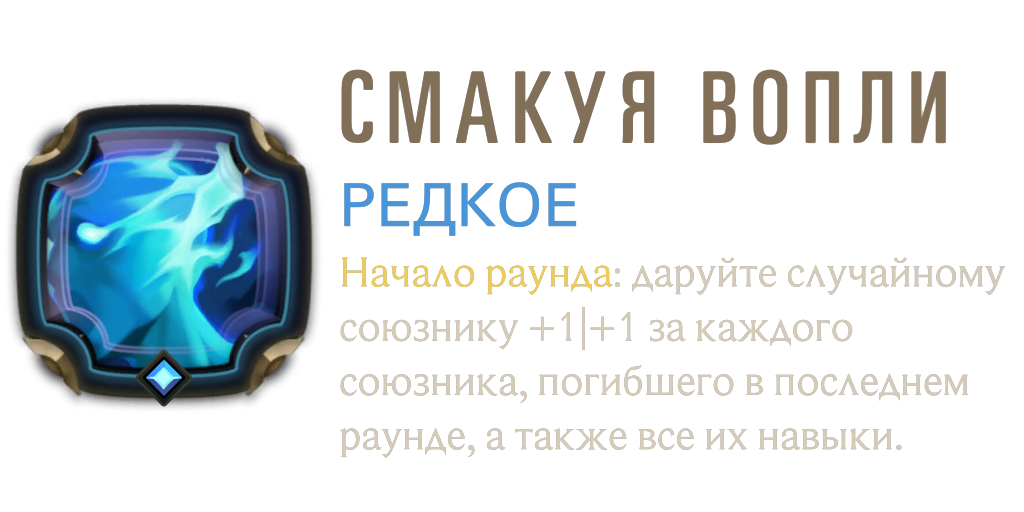 СМАКУЯ ВОПЛИ
РЕДКОЕ
Начало раунда: даруйте случайному
союзнику +1|+1 за каждого
союзника, погибшего в последнем
раунде, а также все их навыки.